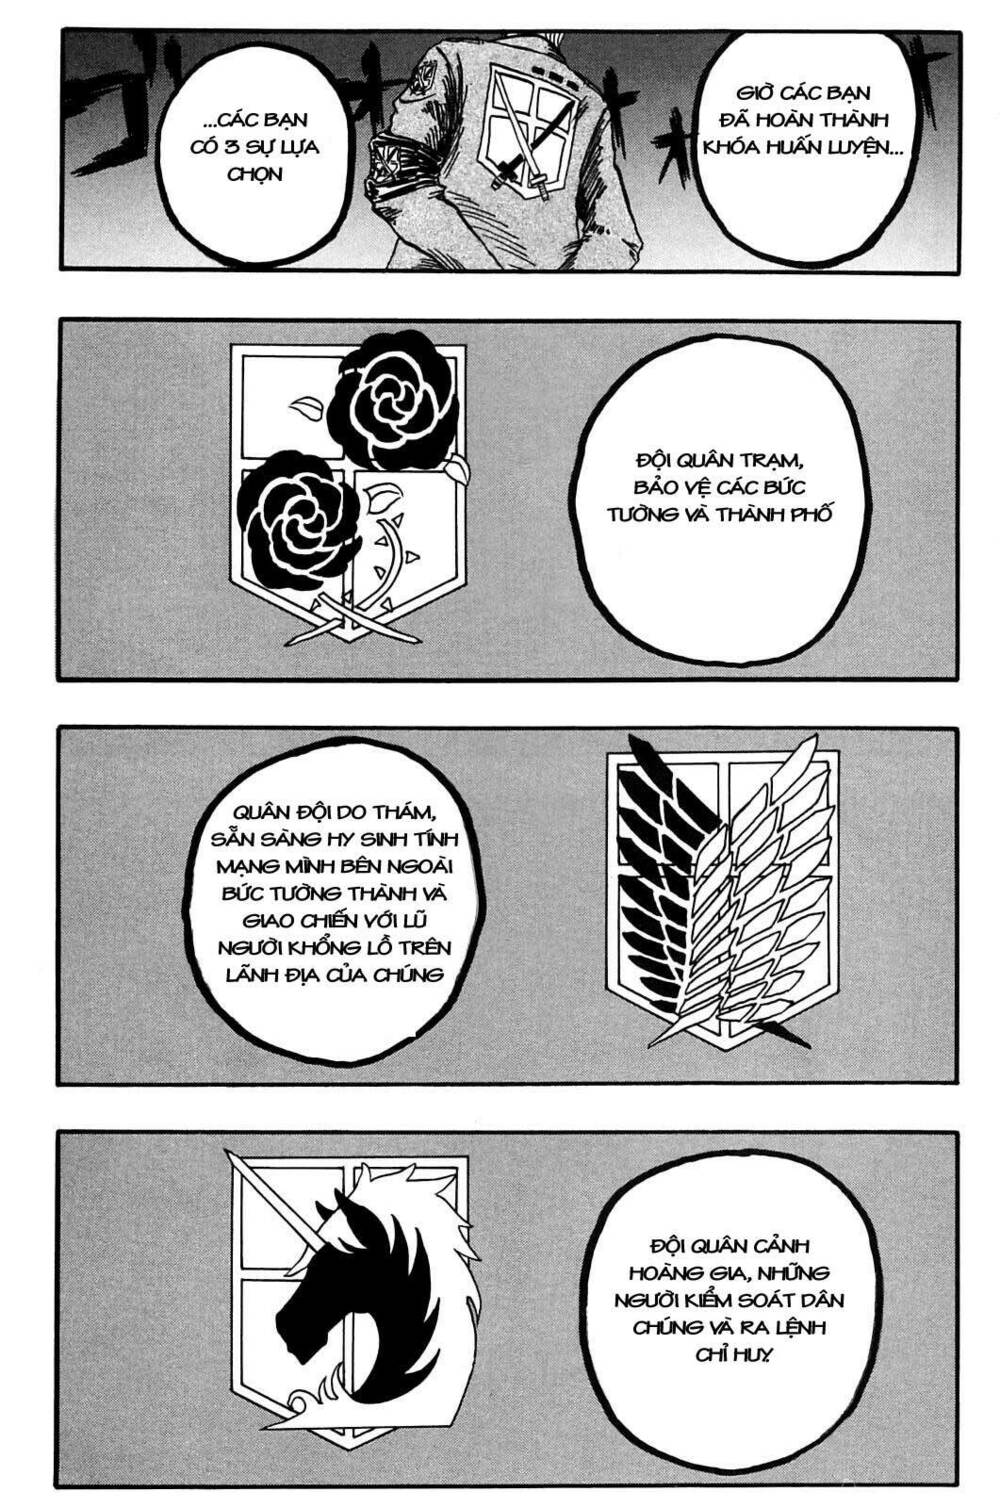 GIỜ CÁC BẠN
ĐÃ HOÀN THÀNH
KHÓA HUẤN LUYỆN...
...CÁC BẠN
CÓ 3 SỰ LỰA
CHỌN
ĐỘI QUÂN TRẠM,
BẢO VỆ CÁC BỨC
TƯỜNG VÀ THÀNH PHỐ
QUÂN ĐỘI DO THÁM,
SẴN SÀNG HY SINH TÍNH
MẠNG MÌNH BÊN NGOÀI
BỨC TƯỜNG THÀNH VÀ
GIAO CHIẾN VỚI LŨ
NGƯỜI KHỔNG LỒ TRÊN
LÃNH ĐỊA CỦA CHÚNG
ĐỘI QUÂN CẢNH
HOÀNG GIA, NHỮNG
NGƯỜI KIỂM SOÁT DÂN
CHÚNG VÀ RA LỆNH
CHỈ HUY.